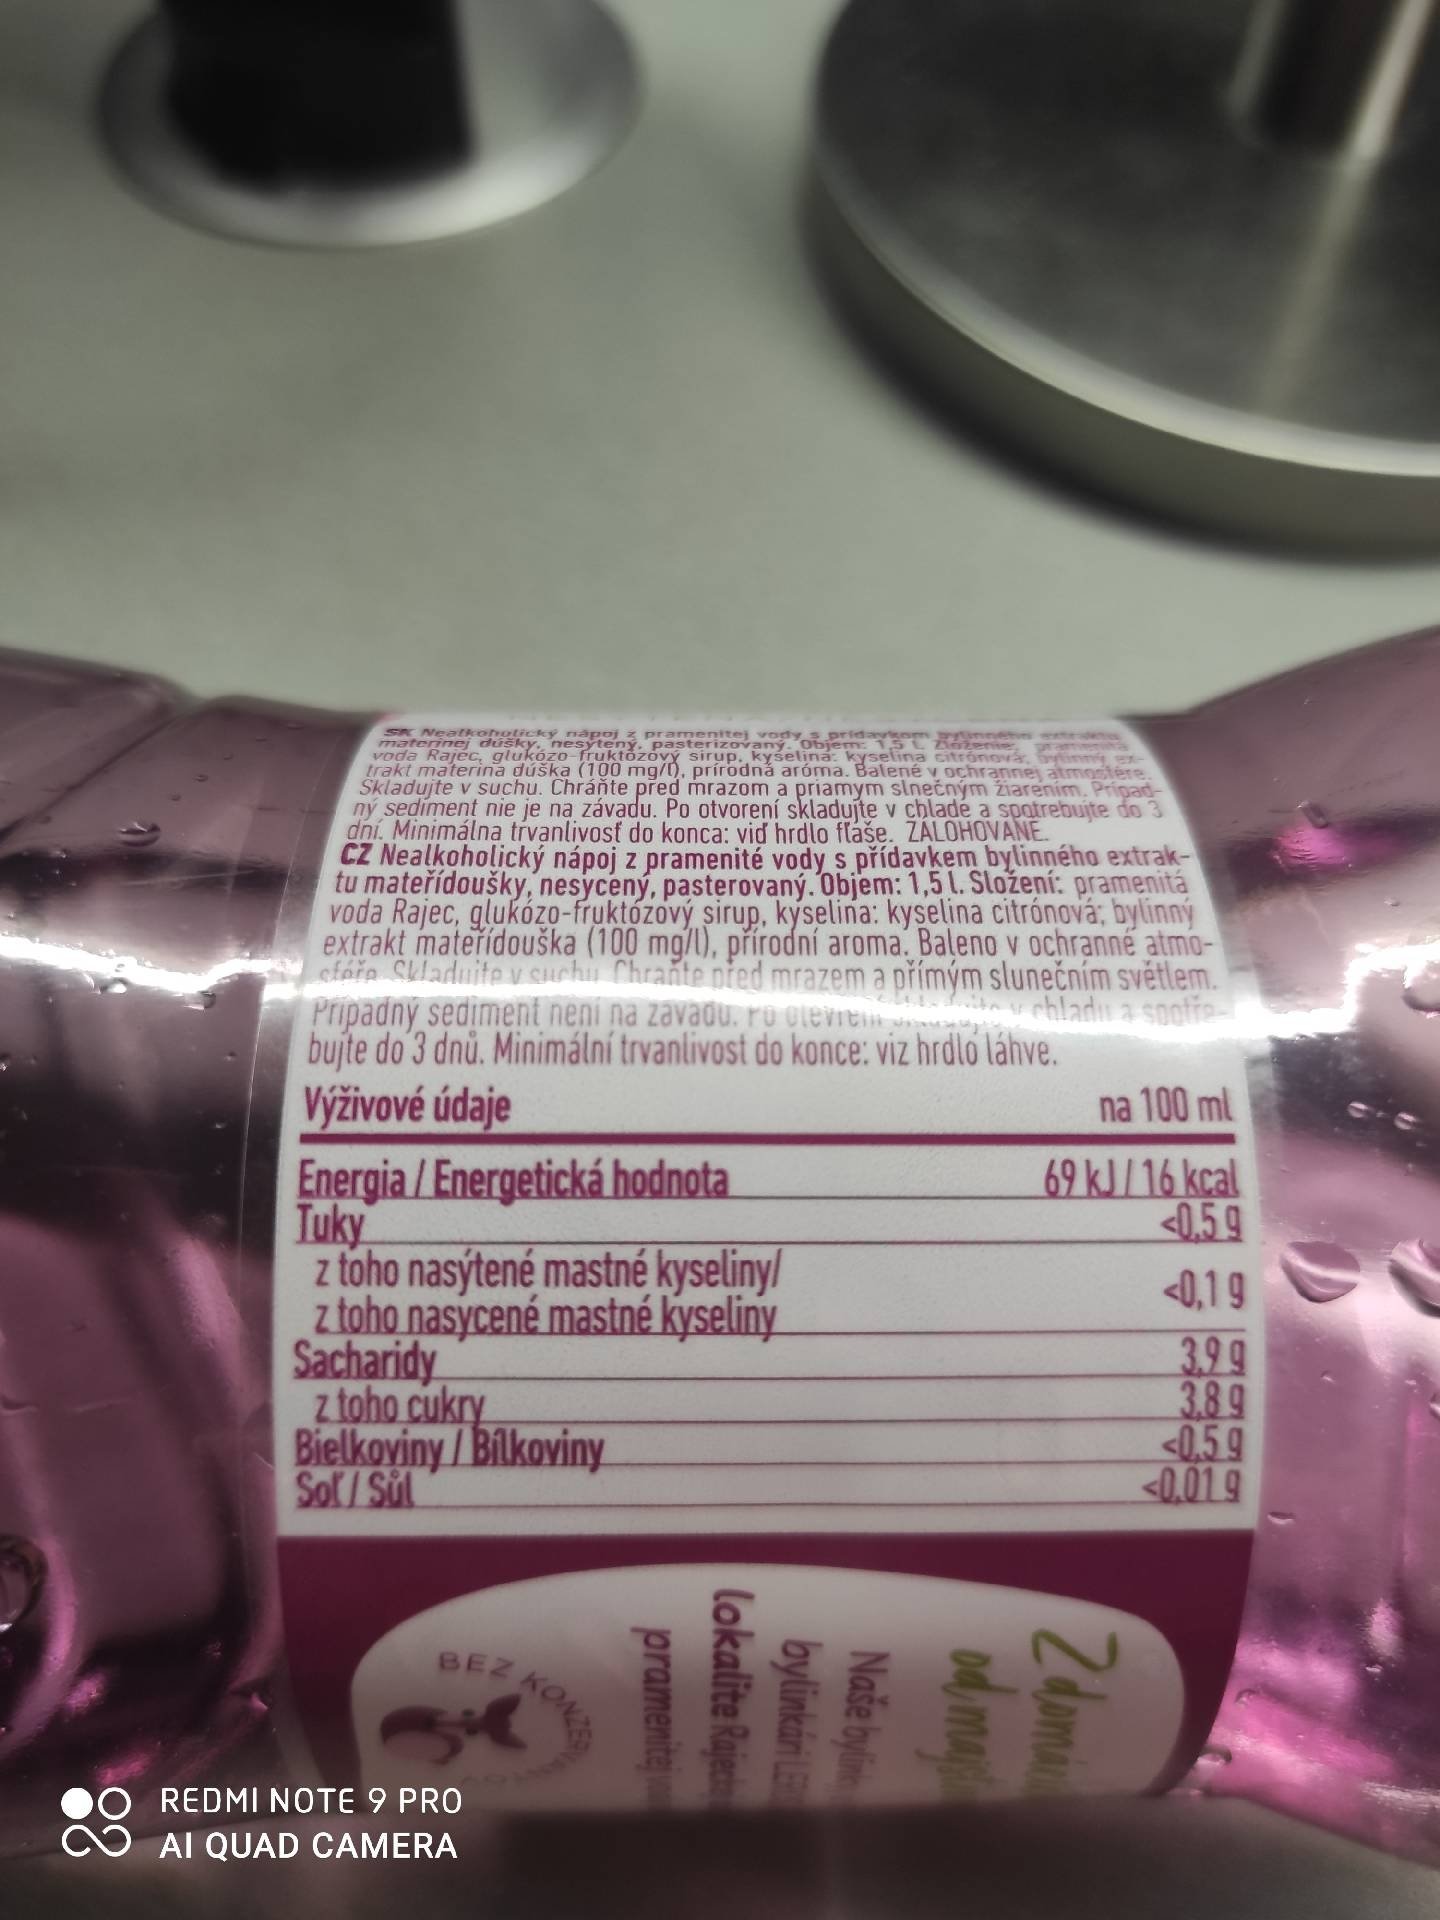 SK Nealkoholický nápoj z pramenitej vody s prídavkom bylinného extraktu
materinej dúšky, nesýtený, pasterizovaný. Objem: 1,5 l. Zloženie: pramenitá
voda Rajec, glukózo-fruktózový sirup, kyselina: kyselina citrónová, bylinný ex-
trakt materina dúška (100 mg/l), prírodná aróma. Balené v ochrannej atmosfére.
Skladujte v suchu. Chráňte pred mrazom a priamym slnečným žiarením. Prípad-
ný sediment nie je na závadu. Po otvorení skladujte v chlade a spotrebujte do 3
dní. Minimálna trvanlivosť do konca: viď hrdlo fľaše. ZÁLOHOVANÉ.
CZ Nealkoholický nápoj z pramenité vody s přídavkem bylinného extrak-
tu mateřídoušky, nesycený, pasterovaný. Objem: 1,5 l. Složení: pramenitá
voda Rajec, glukózo-fruktózový sirup, kyselina: kyselina citrónová; bylinný
extrakt mateřídouška (100 mg/l), přírodní aroma. Baleno v ochranné atmo-
sféře. Skladujte v suchu. Chraňte před mrazem a přímým slunečním světlem.
Případný sediment není na závadu. Po otevření skladujte v chladu a spotře-
bujte do 3 dnů. Minimální trvanlivost do konce: viz hrdlo láhve.
Výživové údaje na 100 ml
Energia / Energetická hodnota 69 kJ / 16 kcal
Tuky <0,5 g
z toho nasýtené mastné kyseliny/
z toho nasycené mastné kyseliny <0,1 g
Sacharidy 3,9 g
z toho cukry 3,8 g
Bielkoviny / Bílkoviny <0,5 g
Soľ / Sůl <0,01 g
Z
od
Naše
bylinkári
lokalite
pramenitej
BEZ
REDMI NOTE 9 PRO
AI QUAD CAMERA